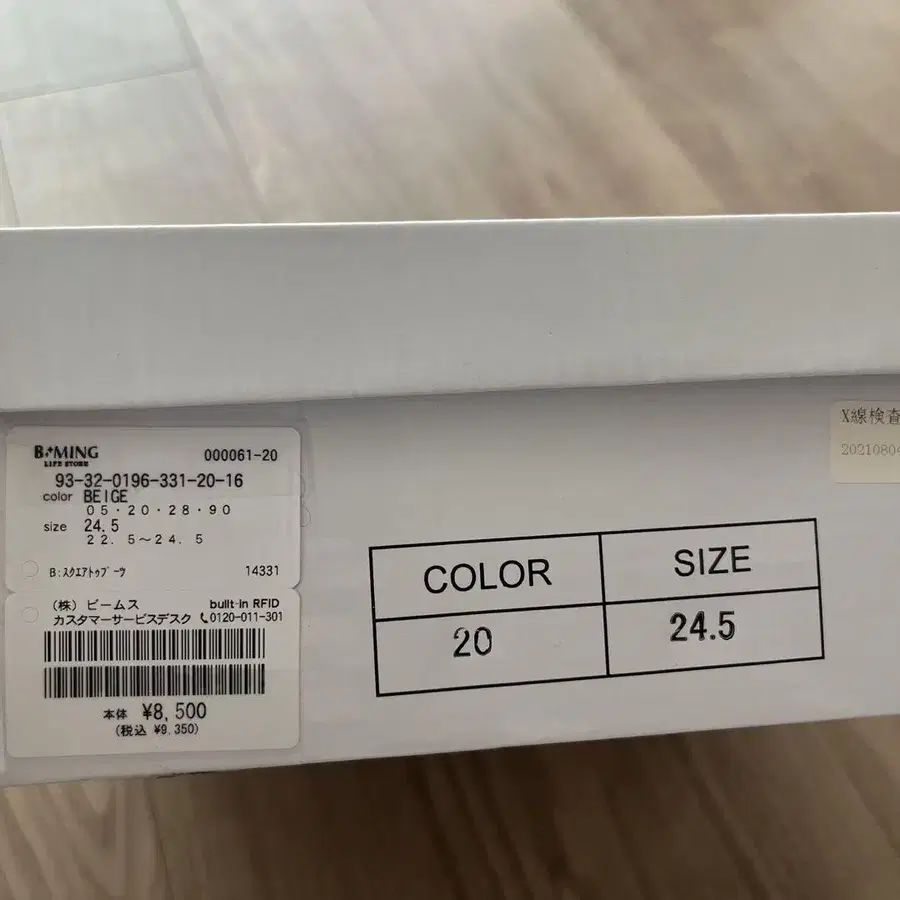 B:MING
LIFE STORE
000061-20
93-32-0196-331-20-16
color BEIGE
05・20・28・90
size 24.5
22.5～24.5
B:スクエアトゥブーツ
14331
(株) ビームス
built-in RFID
カスタマーサービスデスク 0120-011-301
本体 ¥8,500
(税込 ¥9,350)
COLOR SIZE
20 24.5
X線検査
2021080